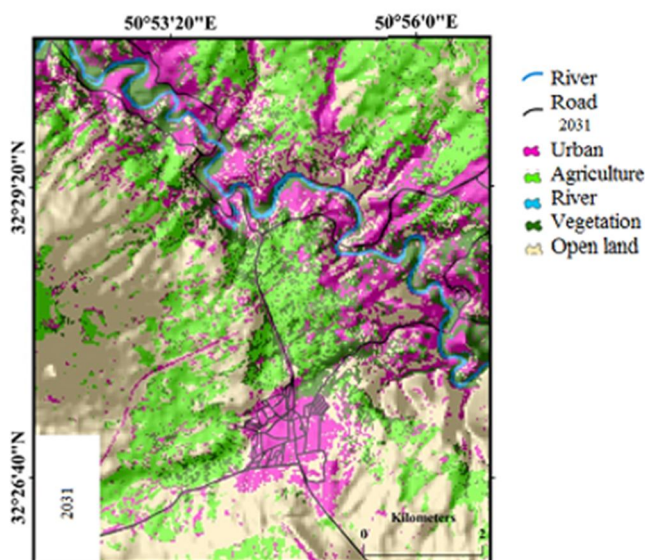 50°53'20"E 50°56'0"E
32°29'20"N
32°26'40"N
River
Road
2031
Urban
Agriculture
River
Vegetation
Open land
2031
Kilometers
0 2